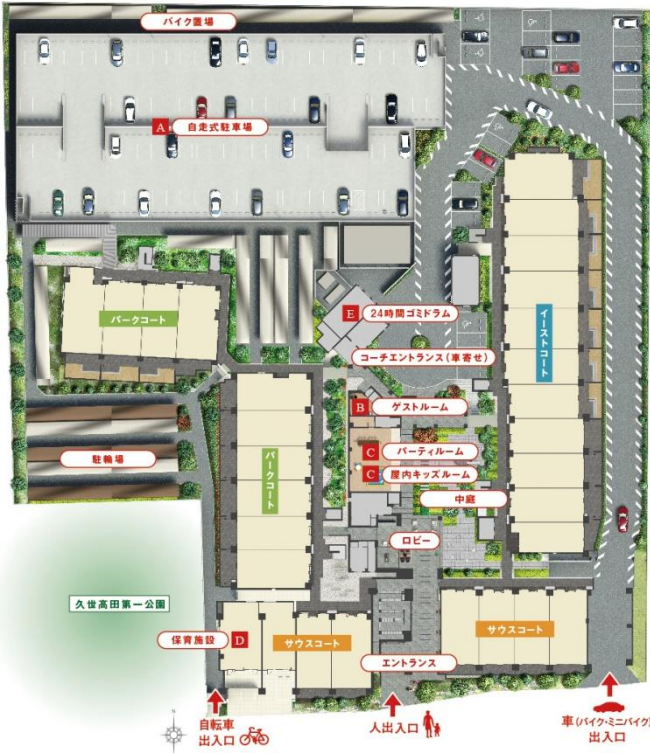 バイク置場
A 自走式駐車場
パークコート
E 24時間ゴミドラム
イーストコート
コーチエントランス(車寄せ)
B ゲストルーム
C パーティルーム
駐輪場
パークコート
C 屋内キッズルーム
中庭
ロビー
久世高田第一公園
保育施設 D
サウスコート
サウスコート
エントランス
自転車
出入口
人出入口
車(バイク・ミニバイク)
出入口